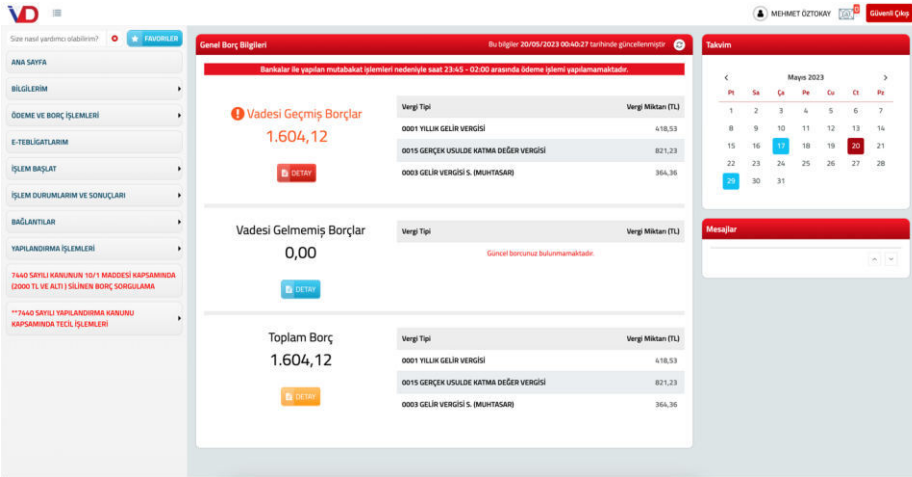 VD
MEHMET ÖZTOKAY
0
Güvenli Çıkış
Size nasıl yardımcı olabilirim?
FAVORİLER
ANA SAYFA
BİLGİLERİM
ÖDEME VE BORÇ İŞLEMLERİ
E-TEBLİGATLARIM
İŞLEM BAŞLAT
İŞLEM DURUMLARIM VE SONUÇLARI
BAĞLANTILAR
YAPILANDIRMA İŞLEMLERİ
7440 SAYILI KANUNUN 10/1 MADDESİ KAPSAMINDA
(2000 TL VE ALTI ) SİLİNEN BORÇ SORGULAMA
**7440 SAYILI YAPILANDIRMA KANUNU
KAPSAMINDA TECİL İŞLEMLERİ
Genel Borç Bilgileri
Bu bilgiler 20/05/2023 00:40:27 tarihinde güncellenmiştir
Bankalar ile yapılan mutabakat işlemleri nedeniyle saat 23:45 - 02:00 arasında ödeme işlemi yapılamamaktadır.
Vadesi Geçmiş Borçlar
1.604,12
DETAY
Vergi Tipi Vergi Miktarı (TL)
0001 YILLIK GELİR VERGİSİ 418,53
0015 GERÇEK USULDE KATMA DEĞER VERGİSİ 821,23
0003 GELİR VERGİSİ S. (MUHTASAR) 364,36
Vadesi Gelmemiş Borçlar
0,00
DETAY
Vergi Tipi Vergi Miktarı (TL)
Güncel borcunuz bulunmamaktadır.
Toplam Borç
1.604,12
DETAY
Vergi Tipi Vergi Miktarı (TL)
0001 YILLIK GELİR VERGİSİ 418,53
0015 GERÇEK USULDE KATMA DEĞER VERGİSİ 821,23
0003 GELİR VERGİSİ S. (MUHTASAR) 364,36
Takvim
Mayıs 2023
Pt Sa Ça Pe Cu Ct Pz
1 2 3 4 5 6 7
8 9 10 11 12 13 14
15 16 17 18 19 20 21
22 23 24 25 26 27 28
29 30 31
Mesajlar